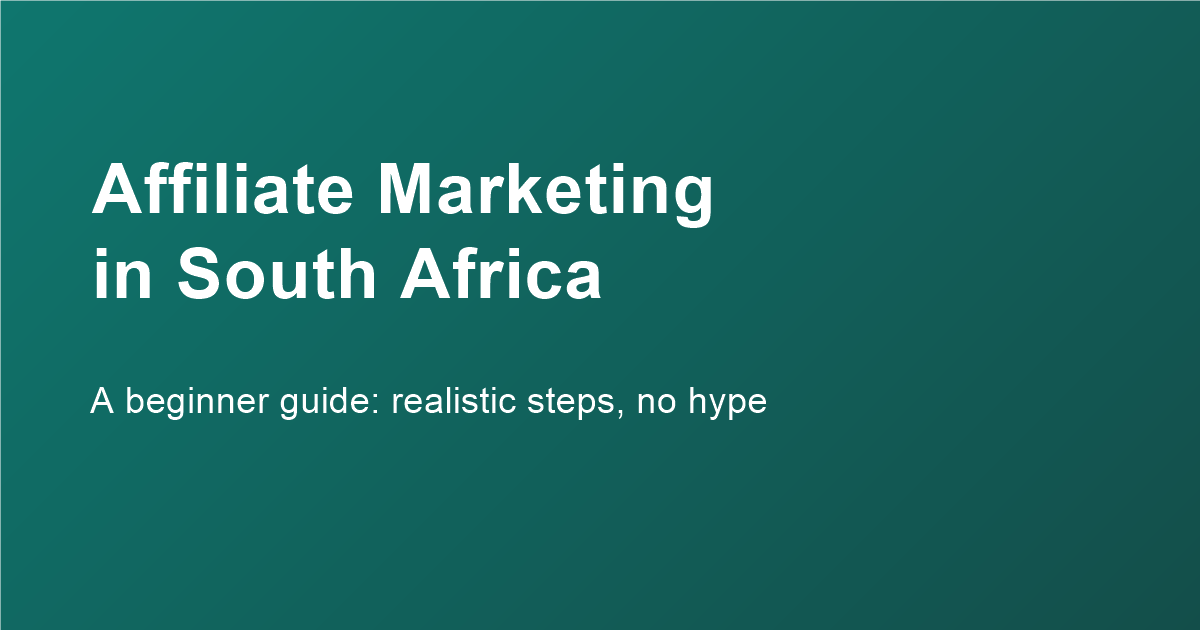 Affiliate Marketing
in South Africa
A beginner guide: realistic steps, no hype